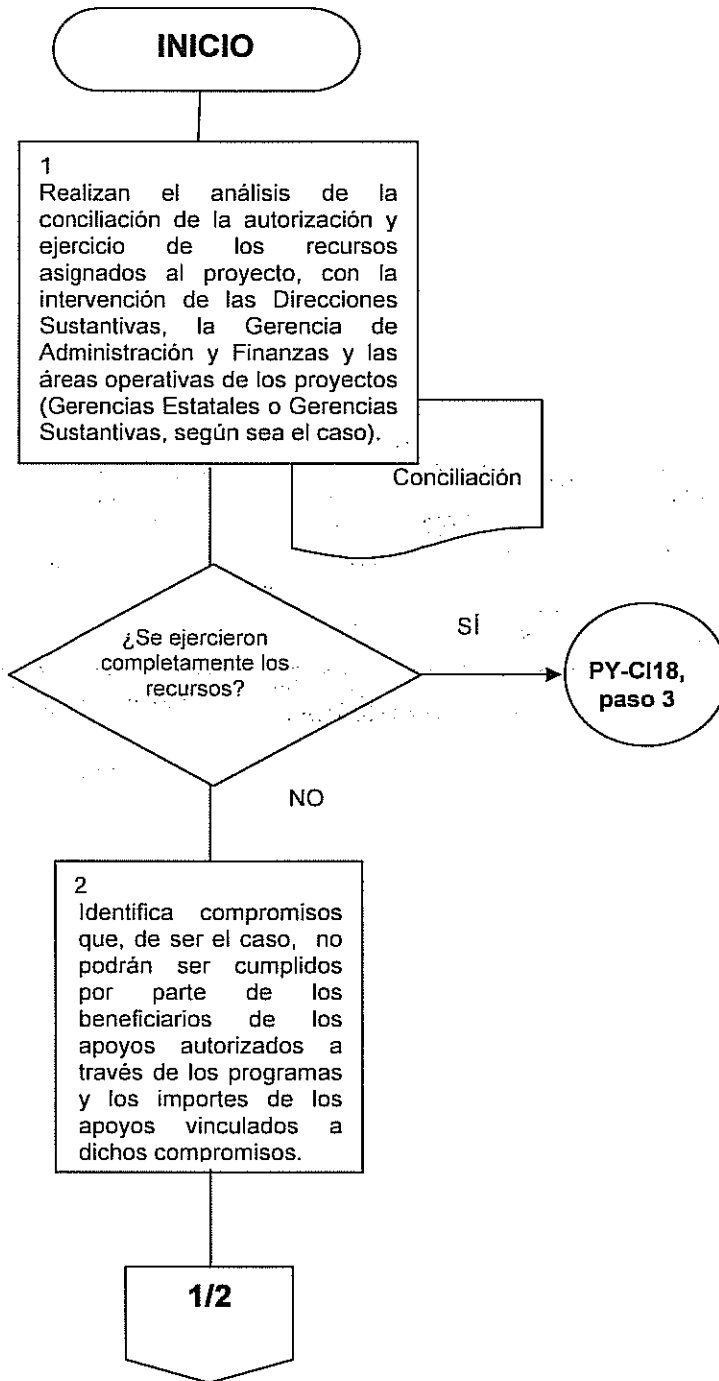 INICIO
1
Realizan el análisis de la
conciliación de la autorización y
ejercicio de los recursos
asignados al proyecto, con la
intervención de las Direcciones
Sustantivas, la Gerencia de
Administración y Finanzas y las
áreas operativas de los proyectos
(Gerencias Estatales o Gerencias
Sustantivas, según sea el caso).
Conciliación
¿Se ejercieron
completamente los
recursos?
SÍ
PY-CI18,
paso 3
NO
2
Identifica compromisos
que, de ser el caso, no
podrán ser cumplidos
por parte de los
beneficiarios de los
apoyos autorizados a
través de los programas
y los importes de los
apoyos vinculados a
dichos compromisos.
1/2